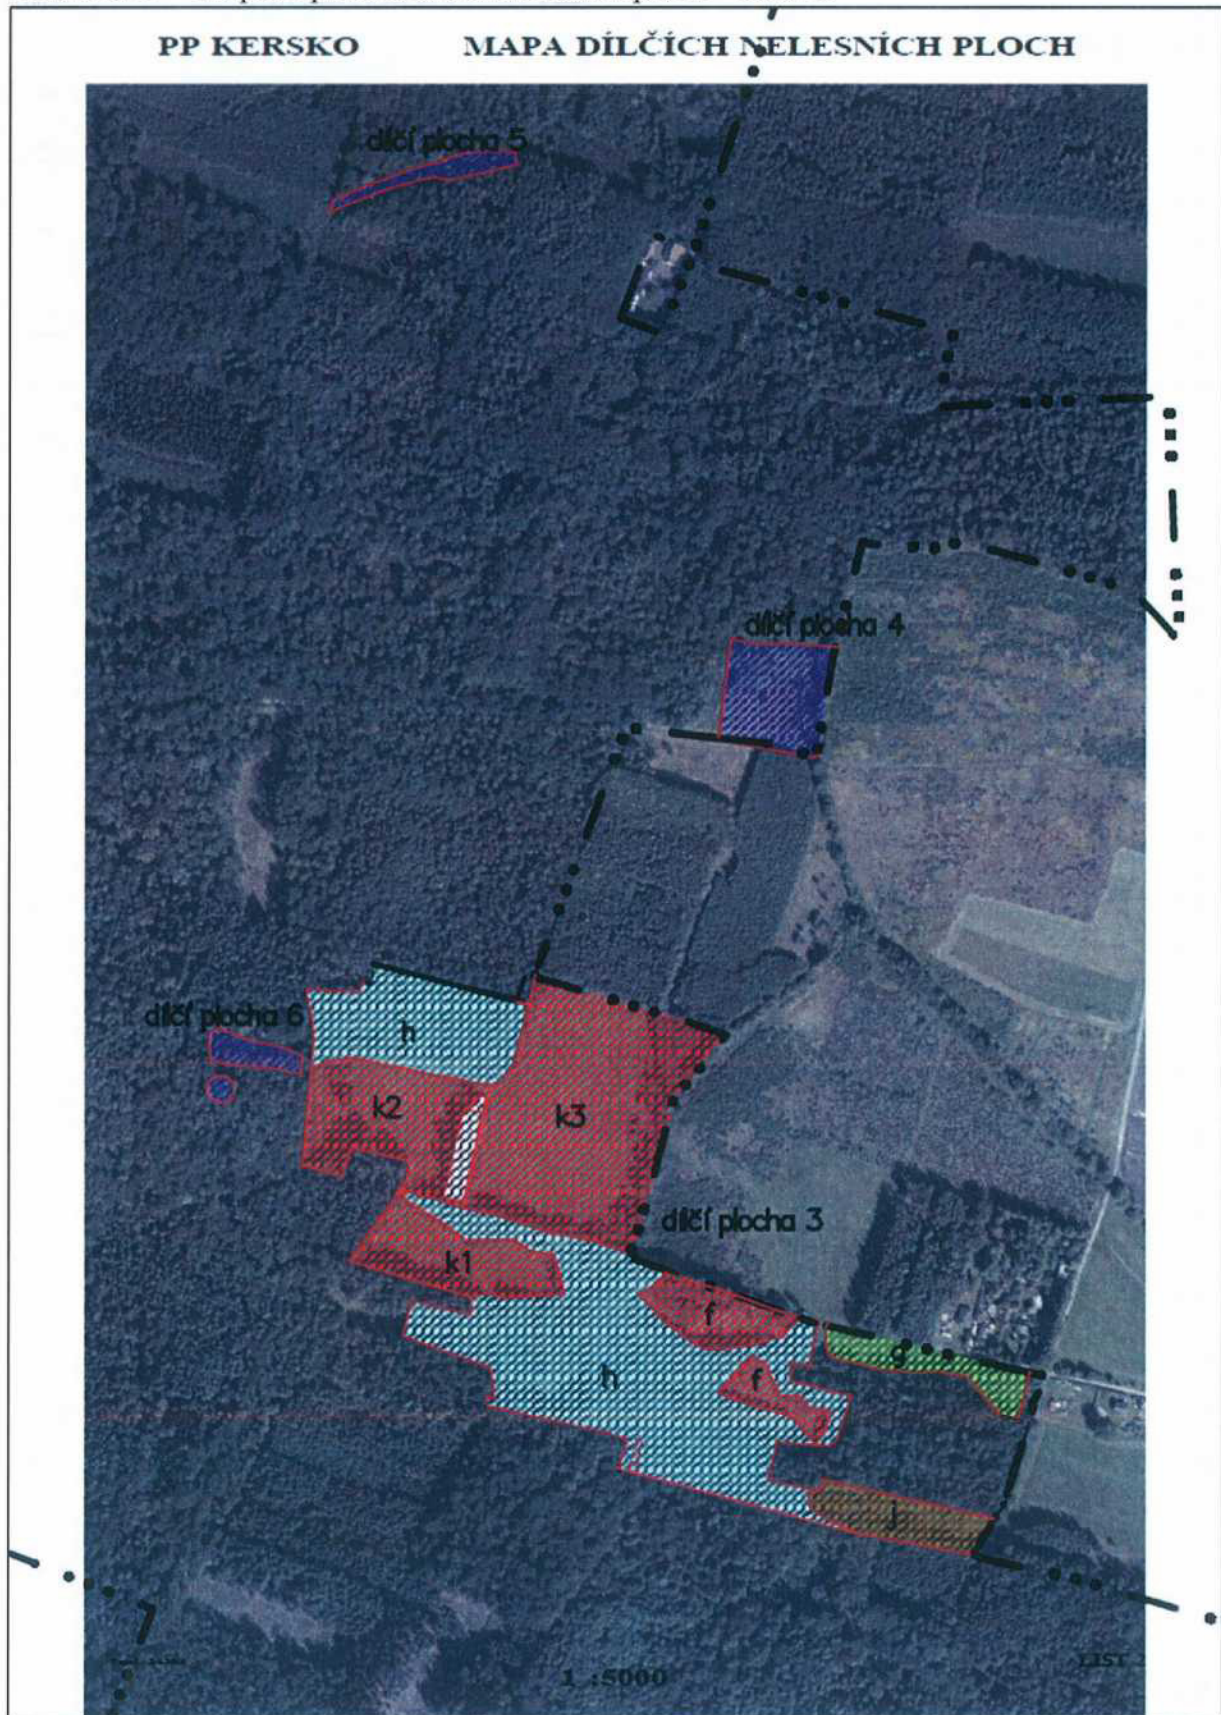 PP KERSKO MAPA DÍLČÍCH NELESNÍCH PLOCH
dílčí plocha 5
dílčí plocha 4
dílčí plocha 6
h
k2
k3
dílčí plocha 3
k1
f
g
h
f
j
1 :5000
LIST